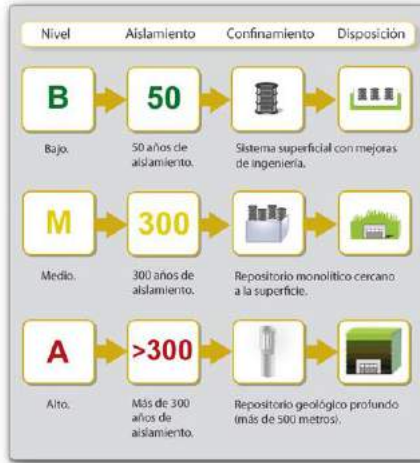 Nivel Aislamiento Confinamiento Disposición
B 50
Bajo. 50 años de Sistema superficial con mejoras
aislamiento. de ingeniería.
M 300
Medio. 300 años de Repositorio monolítico cercano
aislamiento. a la superficie.
A >300
Alto. Más de 300 Repositorio geológico profundo
años de (más de 500 metros).
aislamiento.